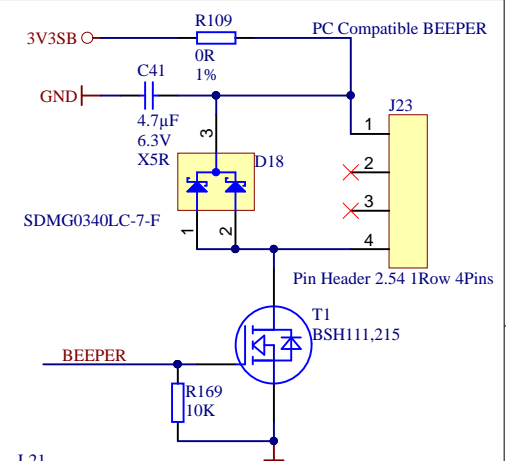 R109
PC Compatible BEEPER
3V3SB
0R
1%
C41
GND
J23
4.7µF
6.3V
X5R
1
3
D18
2
3
SDMG0340LC-7-F
1
2
4
Pin Header 2.54 1Row 4Pins
T1
BSH111,215
BEEPER
R169
10K